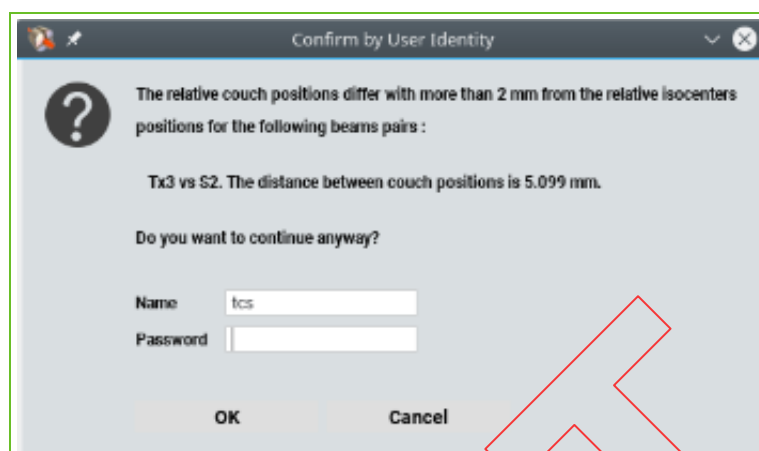 Confirm by User Identity
The relative couch positions differ with more than 2 mm from the relative isocenters
positions for the following beams pairs :
Tx3 vs S2. The distance between couch positions is 5.099 mm.
Do you want to continue anyway?
Name tcs
Password
OK Cancel